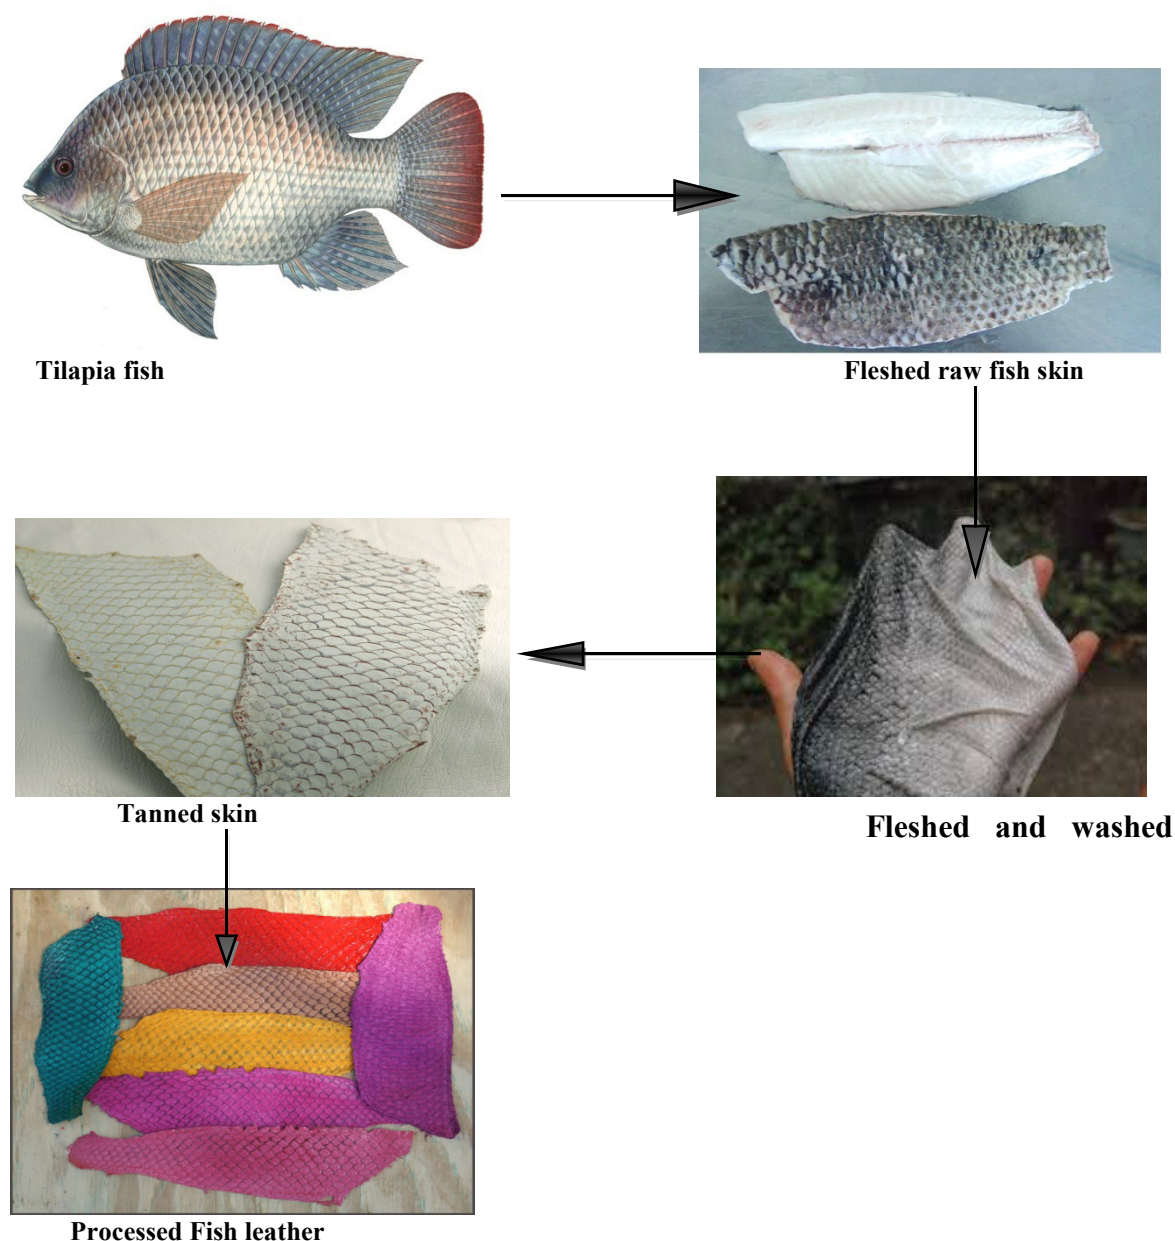 Tilapia fish
Fleshed raw fish skin
Fleshed and washed
Tanned skin
Processed Fish leather